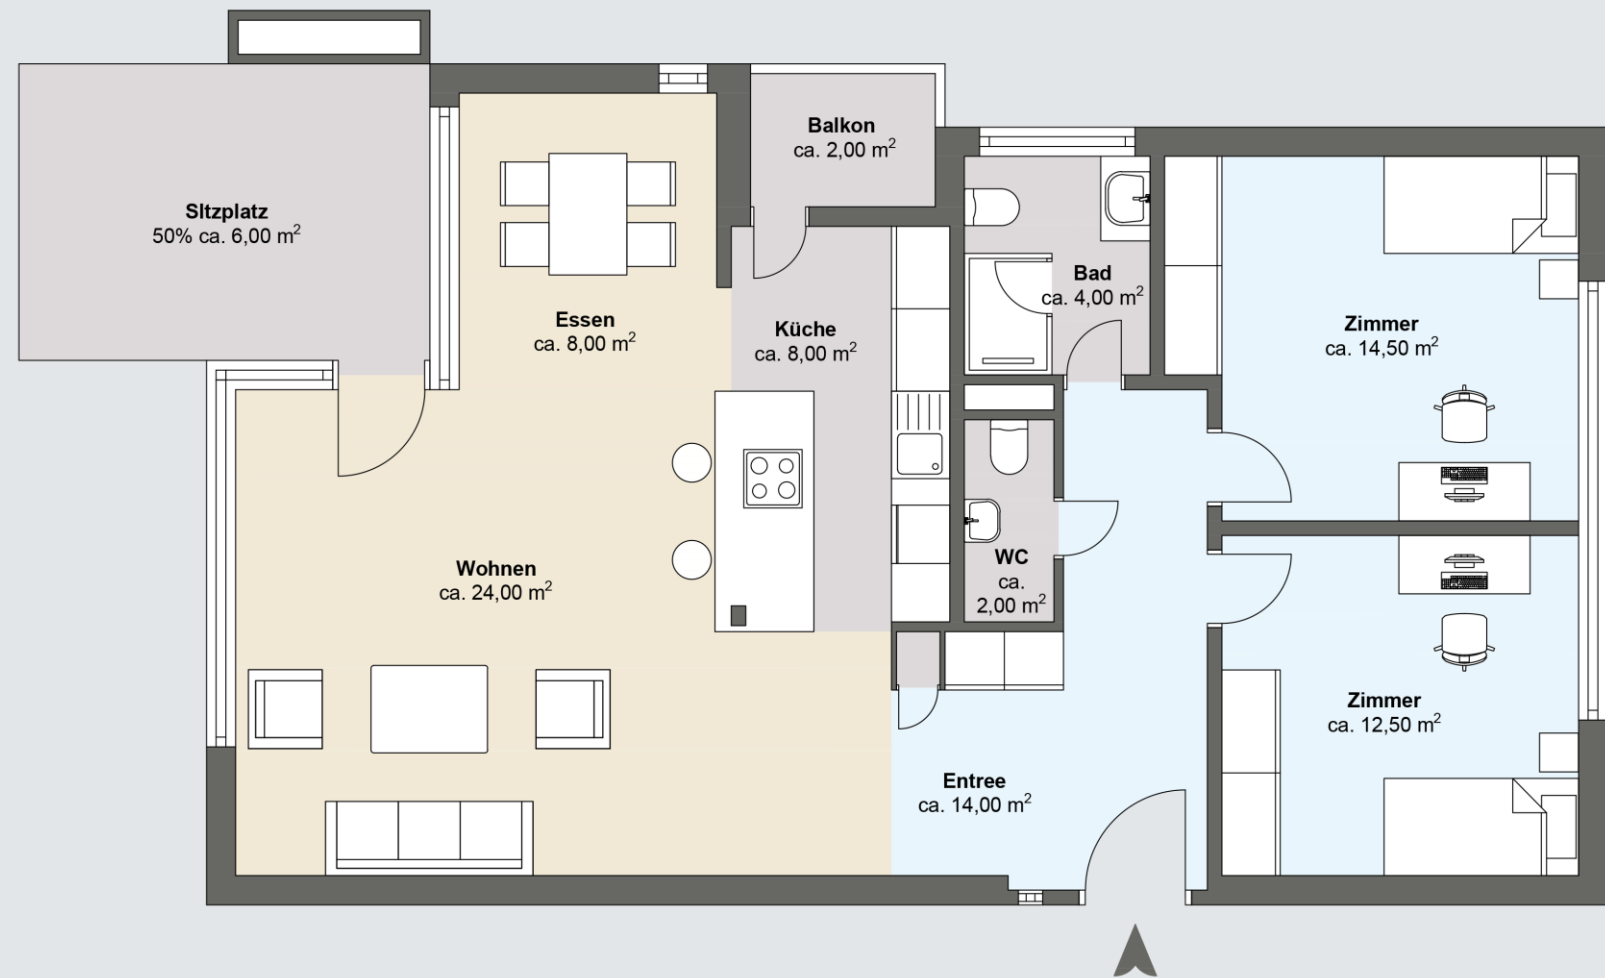 Balkon
ca. 2,00 m²
SItzplatz
50% ca. 6,00 m²
Essen
ca. 8,00 m²
Küche
ca. 8,00 m²
Bad
ca. 4,00 m²
Zimmer
ca. 14,50 m²
Wohnen
ca. 24,00 m²
WC
ca.
2,00 m²
Zimmer
ca. 12,50 m²
Entree
ca. 14,00 m²